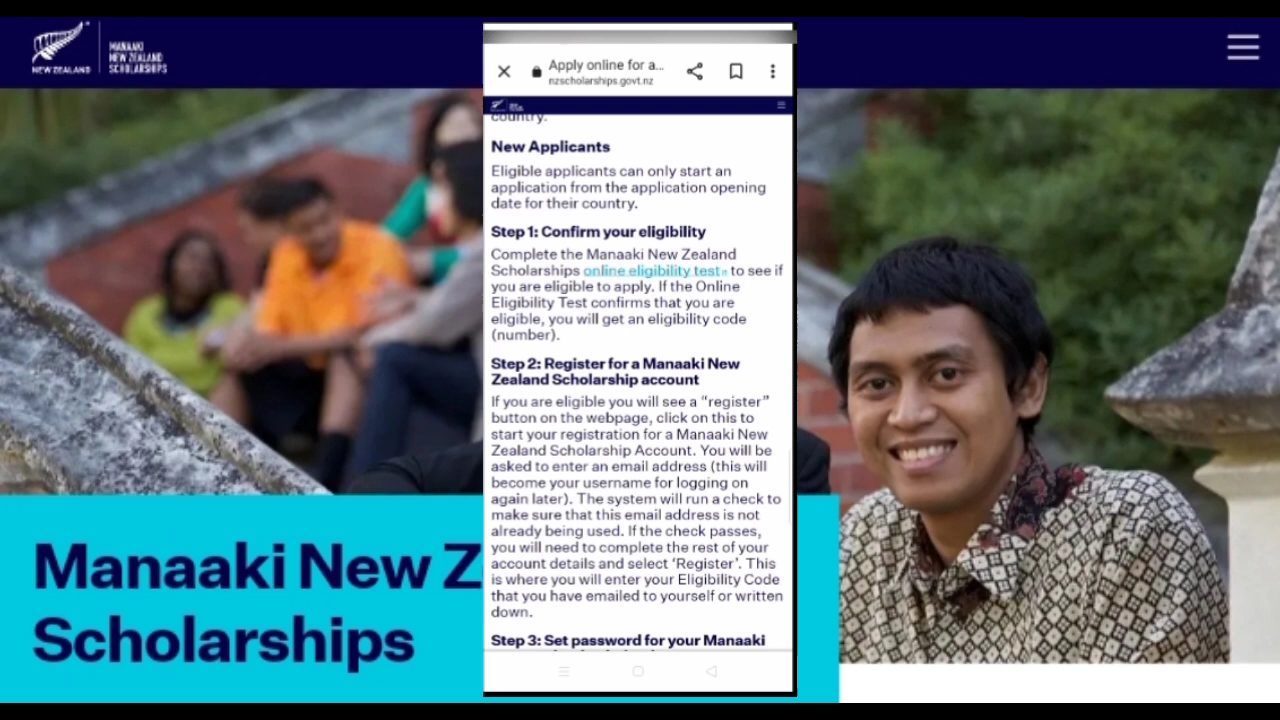 NEW ZEALAND
MANAAKI
NEW ZEALAND
SCHOLARSHIPS
Apply online for a...
nzscholarships.govt.nz
country.
New Applicants
Eligible applicants can only start an
application from the application opening
date for their country.
Step 1: Confirm your eligibility
Complete the Manaaki New Zealand
Scholarships online eligibility test to see if
you are eligible to apply. If the Online
Eligibility Test confirms that you are
eligible, you will get an eligibility code
(number).
Step 2: Register for a Manaaki New
Zealand Scholarship account
If you are eligible you will see a “register”
button on the webpage, click on this to
start your registration for a Manaaki New
Zealand Scholarship Account. You will be
asked to enter an email address (this will
become your username for logging on
again later). The system will run a check to
make sure that this email address is not
already being used. If the check passes,
you will need to complete the rest of your
account details and select ‘Register’. This
is where you will enter your Eligibility Code
that you have emailed to yourself or written
down.
Step 3: Set password for your Manaaki
Manaaki New Z
Scholarships